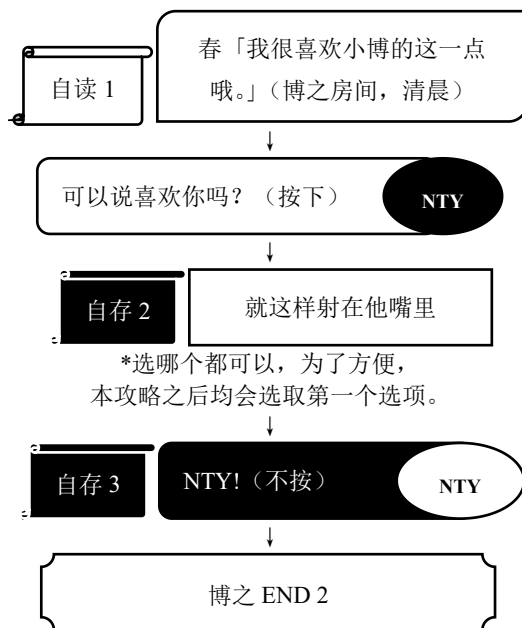 春「我很喜欢小博的这一点
自读 1
哦。」（博之房间，清晨）
可以说喜欢你吗？（按下）
NTY
自存 2
就这样射在他嘴里
*选哪个都可以，为了方便，
本攻略之后均会选取第一个选项。
自存 3
NTY!（不按）
NTY
博之 END 2